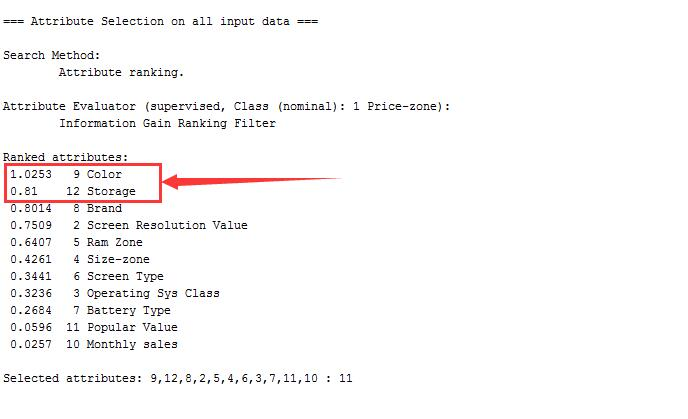 === Attribute Selection on all input data ===
Search Method:
Attribute ranking.
Attribute Evaluator (supervised, Class (nominal): 1 Price-zone):
Information Gain Ranking Filter
Ranked attributes:
1.0253 9 Color
0.81 12 Storage
0.8014 8 Brand
0.7509 2 Screen Resolution Value
0.6407 5 Ram Zone
0.4261 4 Size-zone
0.3441 6 Screen Type
0.3236 3 Operating Sys Class
0.2684 7 Battery Type
0.0596 11 Popular Value
0.0257 10 Monthly sales
Selected attributes: 9,12,8,2,5,4,6,3,7,11,10 : 11